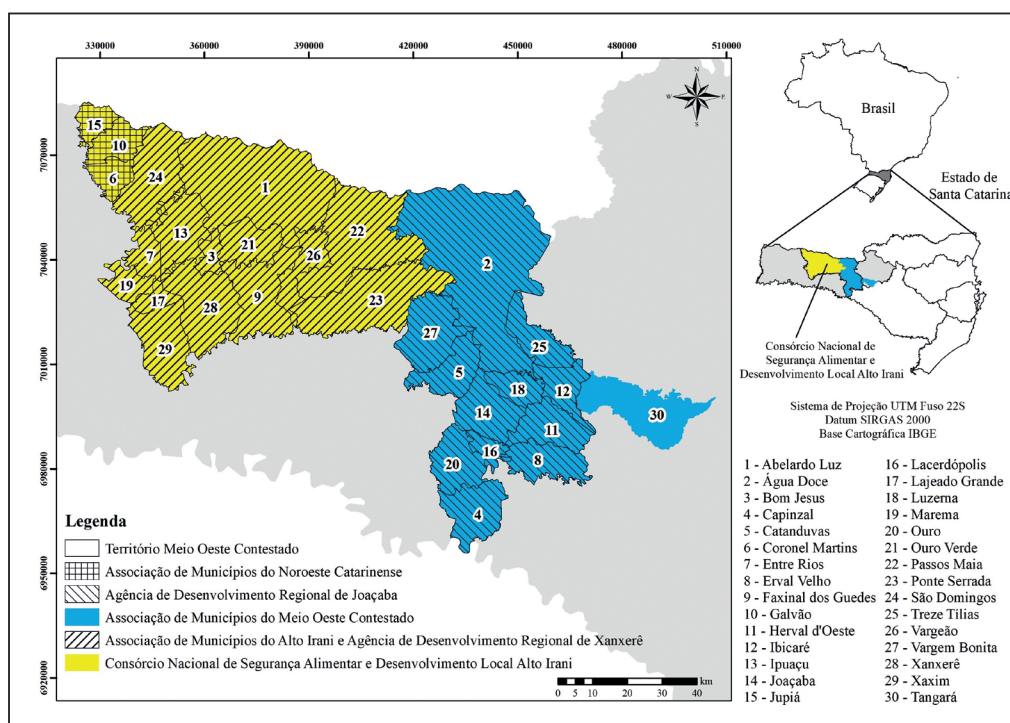 330000
360000
390000
420000
450000
480000
510000
7070000
7040000
7010000
6980000
6950000
6920000
N
W
P.
S
15
10
6
24
1
22
13
7
3
21
26
2
19
17
28
9
23
29
27
25
5
18
12
30
14
11
16
20
8
4
Legenda
Território Meio Oeste Contestado
Associação de Municípios do Noroeste Catarinense
Agência de Desenvolvimento Regional de Joaçaba
Associação de Municípios do Meio Oeste Contestado
Associação de Municípios do Alto Irani e Agência de Desenvolvimento Regional de Xanxerê
Consórcio Nacional de Segurança Alimentar e Desenvolvimento Local Alto Irani
km
0 5 10 20 30 40
Brasil
Estado de
Santa Catarina
Consórcio Nacional de
Segurança Alimentar e
Desenvolvimento Local Alto Irani
Sistema de Projeção UTM Fuso 22S
Datum SIRGAS 2000
Base Cartográfica IBGE
1 - Abelardo Luz
2 - Água Doce
3 - Bom Jesus
4 - Capinzal
5 - Catanduvas
6 - Coronel Martins
7 - Entre Rios
8 - Erval Velho
9 - Faxinal dos Guedes
10 - Galvão
11 - Herval d'Oeste
12 - Ibicaré
13 - Ipuaçu
14 - Joaçaba
15 - Jupiá
16 - Lacerdópolis
17 - Lajeado Grande
18 - Luzerna
19 - Marema
20 - Ouro
21 - Ouro Verde
22 - Passos Maia
23 - Ponte Serrada
24 - São Domingos
25 - Treze Tílias
26 - Vargeão
27 - Vargem Bonita
28 - Xanxerê
29 - Xaxim
30 - Tangará